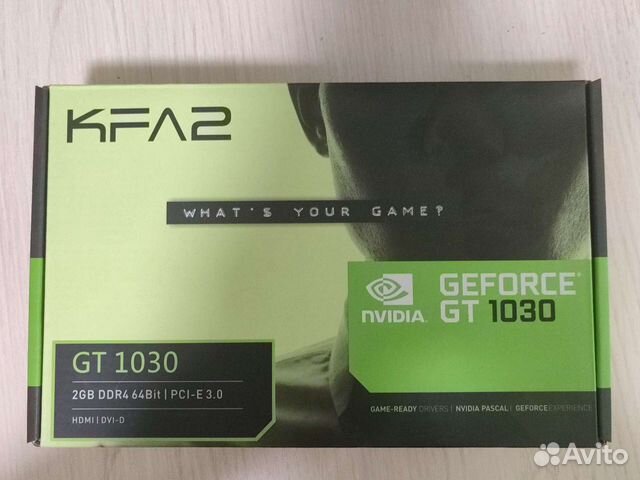 KFA2
WHAT'S YOUR GAME?
NVIDIA.
GEFORCE®
GT 1030
GT 1030
2GB DDR4 64Bit | PCI-E 3.0
HDMI | DVI-D
GAME-READY DRIVERS | NVIDIA PASCAL | GEFORCE EXPERIENCE
Avito